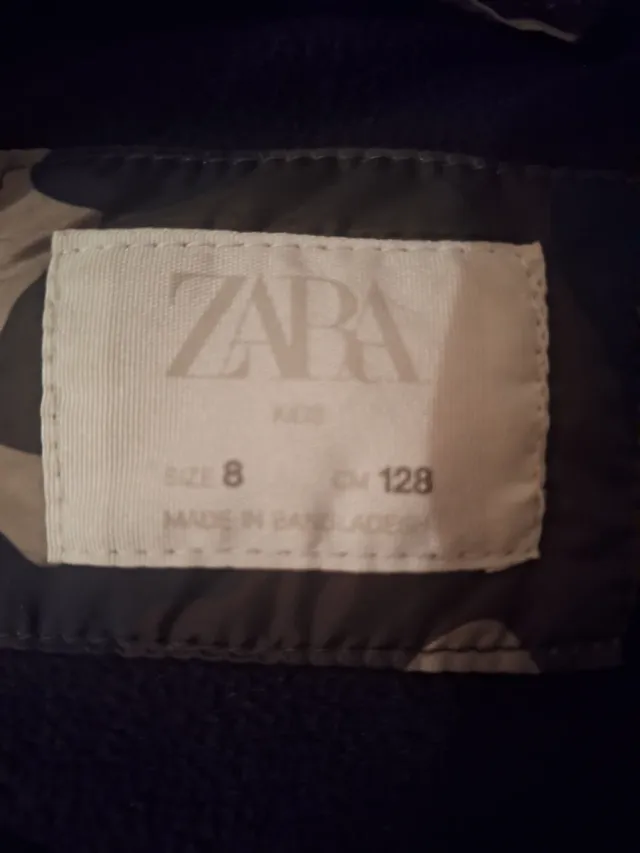 ZARA
KIDS
SIZE 8 CM 128
MADE IN BANGLADESH